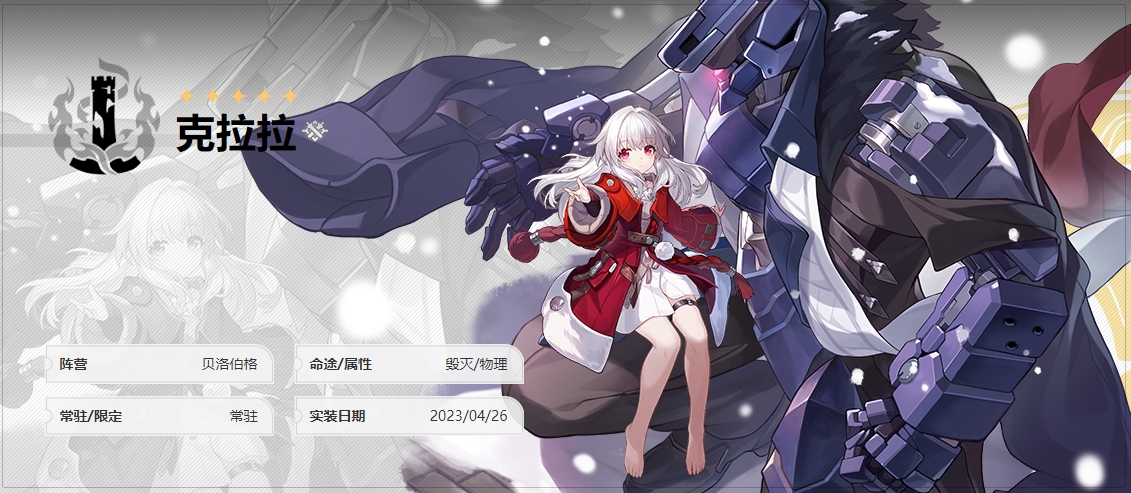 克拉拉
阵营 贝洛伯格
命途/属性 毁灭/物理
常驻/限定 常驻
实装日期 2023/04/26